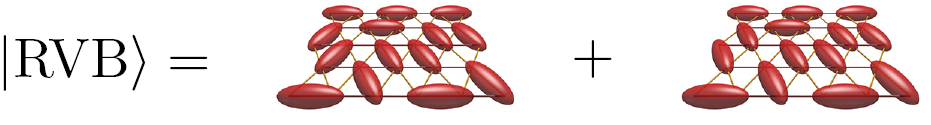 |RVB⟩ = +